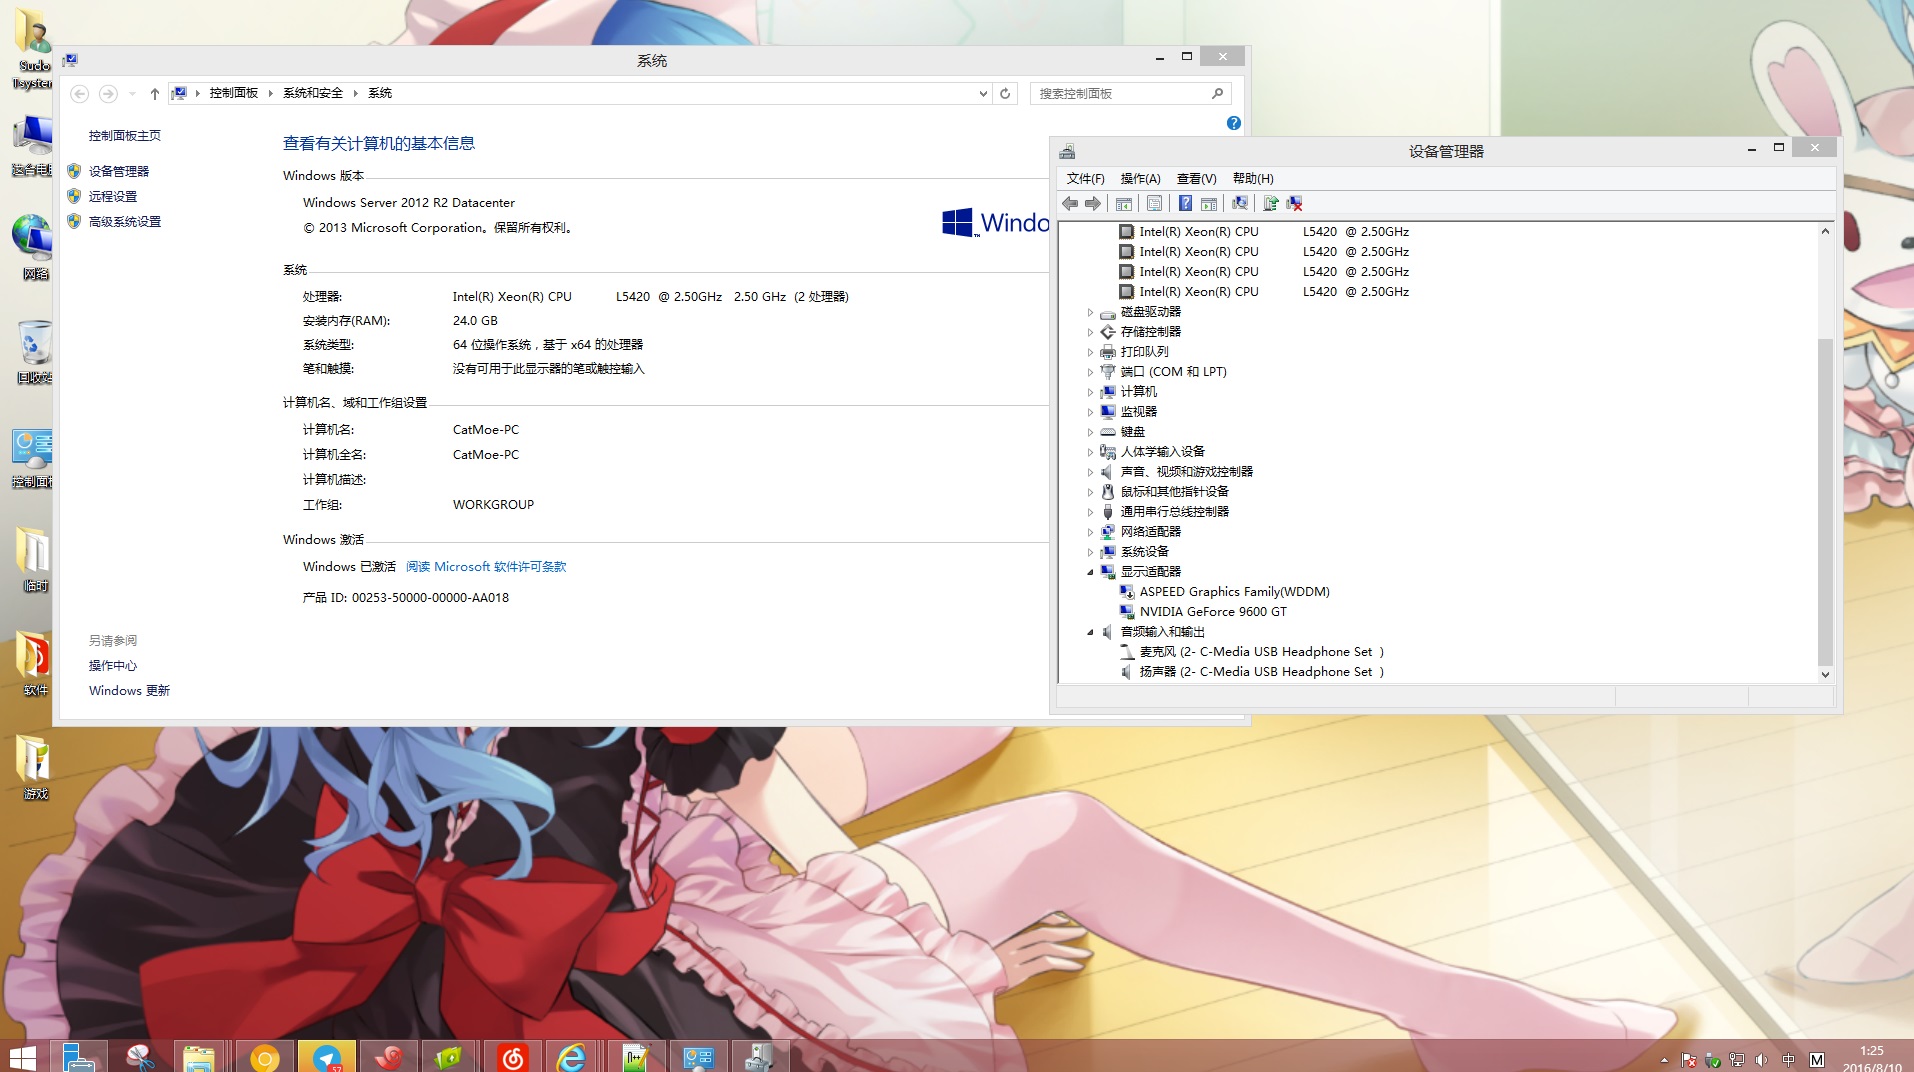 Sudo
Tsystem
网络
临时
软件
游戏
系统
控制面板
系统和安全
系统
搜索控制面板
控制面板主页
设备管理器
远程设置
高级系统设置
另请参阅
操作中心
Windows 更新
查看有关计算机的基本信息
Windows 版本
Windows Server 2012 R2 Datacenter
© 2013 Microsoft Corporation。保留所有权利。
Windo
系统
处理器: Intel(R) Xeon(R) CPU L5420 @ 2.50GHz 2.50 GHz (2 处理器)
安装内存(RAM): 24.0 GB
系统类型: 64 位操作系统，基于 x64 的处理器
笔和触摸: 没有可用于此显示器的笔或触控输入
计算机名、域和工作组设置
计算机名: CatMoe-PC
计算机全名: CatMoe-PC
计算机描述:
工作组: WORKGROUP
Windows 激活
Windows 已激活 阅读 Microsoft 软件许可条款
产品 ID: 00253-50000-00000-AA018
设备管理器
文件(F) 操作(A) 查看(V) 帮助(H)
Intel(R) Xeon(R) CPU L5420 @ 2.50GHz
Intel(R) Xeon(R) CPU L5420 @ 2.50GHz
Intel(R) Xeon(R) CPU L5420 @ 2.50GHz
Intel(R) Xeon(R) CPU L5420 @ 2.50GHz
磁盘驱动器
存储控制器
打印队列
端口 (COM 和 LPT)
计算机
监视器
键盘
人体学输入设备
声音、视频和游戏控制器
鼠标和其他指针设备
通用串行总线控制器
网络适配器
系统设备
显示适配器
ASPEED Graphics Family(WDDM)
NVIDIA GeForce 9600 GT
音频输入和输出
麦克风 (2- C-Media USB Headphone Set )
扬声器 (2- C-Media USB Headphone Set )
57
中
M
1:25
2016/8/10